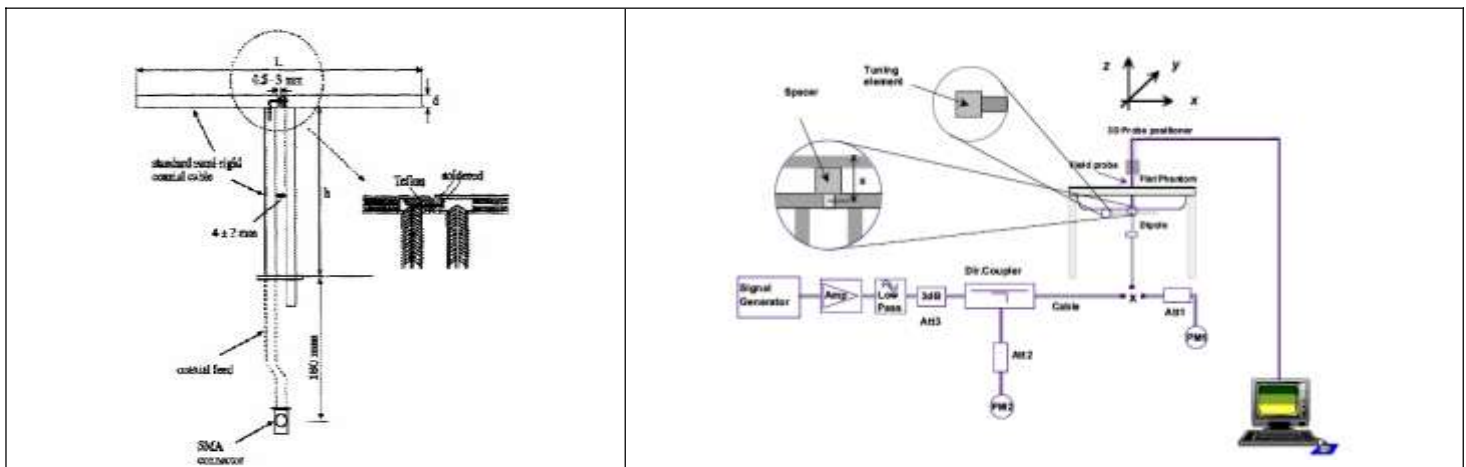 L
0.5 - 3 mm
d
standard semi-rigid
coaxial cable
h
Teflon
soldered
4 ± 2 mm
coaxial feed
180 mm
SMA
connector
z
y
x
Tuning
element
Spacer
3D Probe positioner
Field probe
Flat Phantom
s
Dipole
Signal
Generator
Amp
Low
Pass
3dB
Att3
Dir.Coupler
Cable
x
Att1
PM1
Att2
PM2